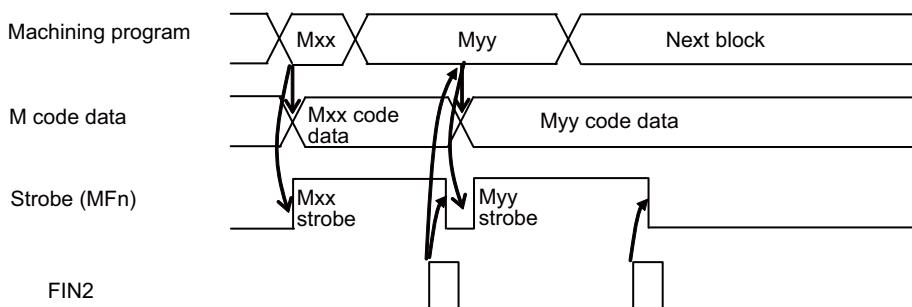 Machining program
Mxx
Myy
Next block
M code data
Mxx code
data
Myy code data
Strobe (MFn)
Mxx
strobe
Myy
strobe
FIN2